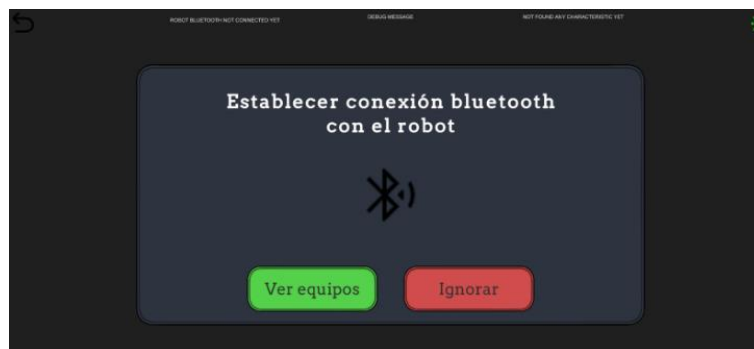 ROBOT BLUETOOTH NOT CONNECTED YET
DEBUG MESSAGE
NOT FOUND ANY CHARACTERISTIC YET
Establecer conexión bluetooth
con el robot
Ver equipos
Ignorar